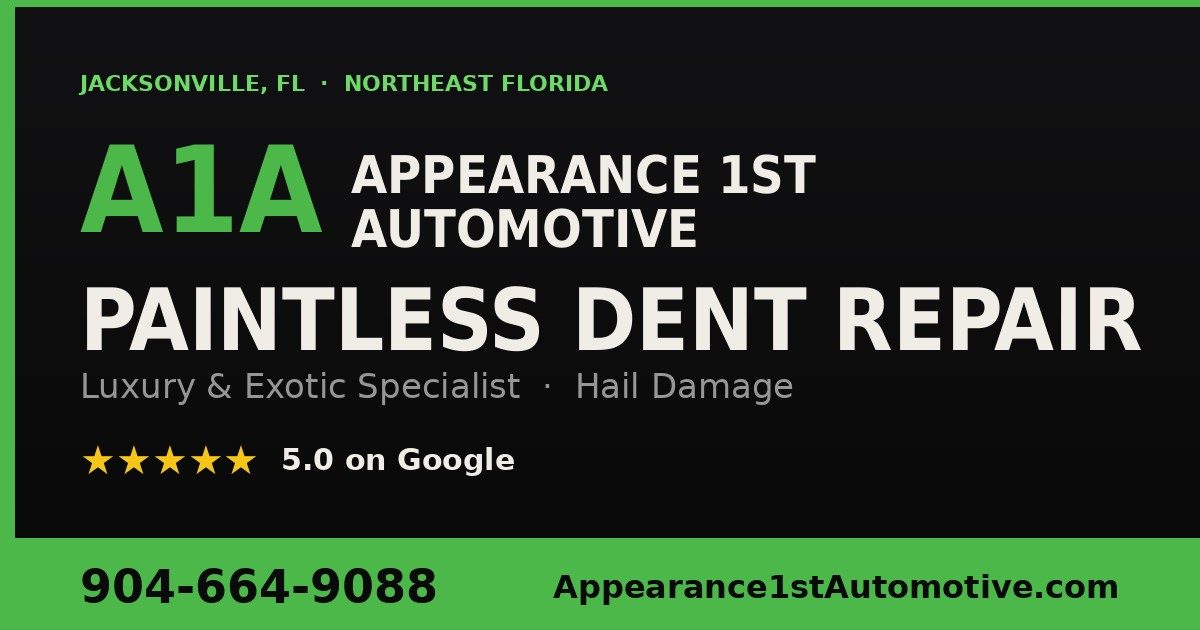 JACKSONVILLE, FL · NORTHEAST FLORIDA
A1A
APPEARANCE 1ST
AUTOMOTIVE
PAINTLESS DENT REPAIR
Luxury & Exotic Specialist · Hail Damage
★★★★★ 5.0 on Google
904-664-9088
Appearance1stAutomotive.com